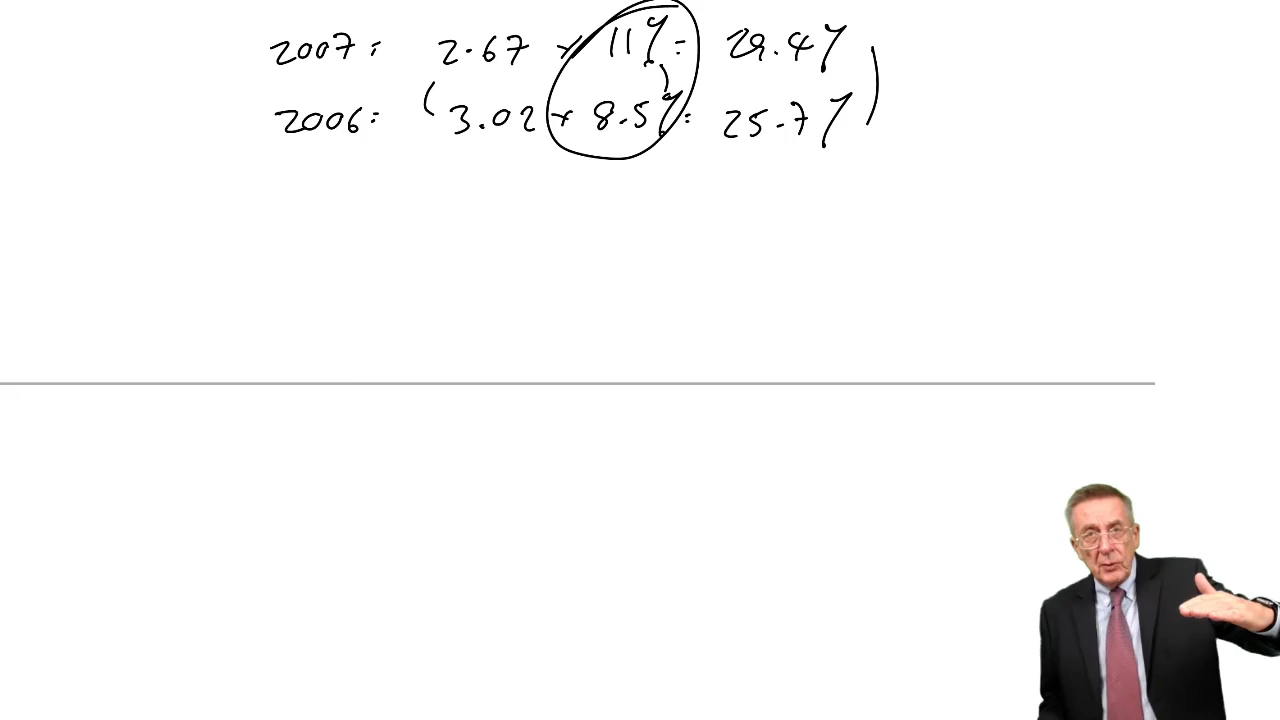 2007: 2.67 × 11% = 29.4%
2006: 3.02 × 8.5% = 25.7%